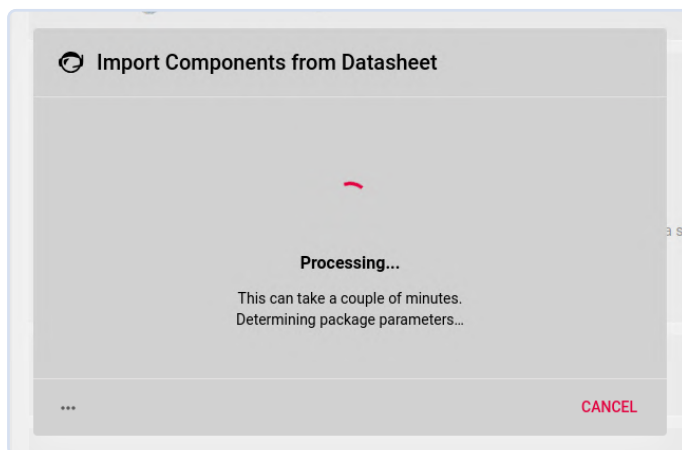 Import Components from Datasheet
a s
Processing...
This can take a couple of minutes.
Determining package parameters…
...
CANCEL